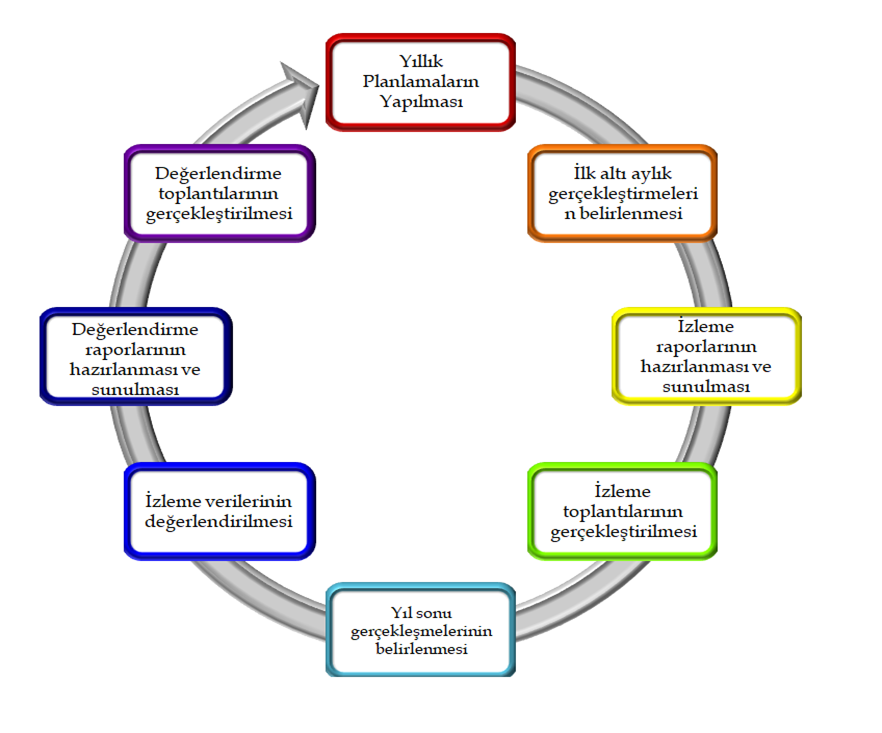 Yıllık
Planlamaların
Yapılması
İlk altı aylık
gerçekleştirmeleri
n belirlenmesi
İzleme
raporlarının
hazırlanması ve
sunulması
İzleme
toplantılarının
gerçekleştirilmesi
Yıl sonu
gerçekleşmelerinin
belirlenmesi
İzleme verilerinin
değerlendirilmesi
Değerlendirme
raporlarının
hazırlanması ve
sunulması
Değerlendirme
toplantılarının
gerçekleştirilmesi